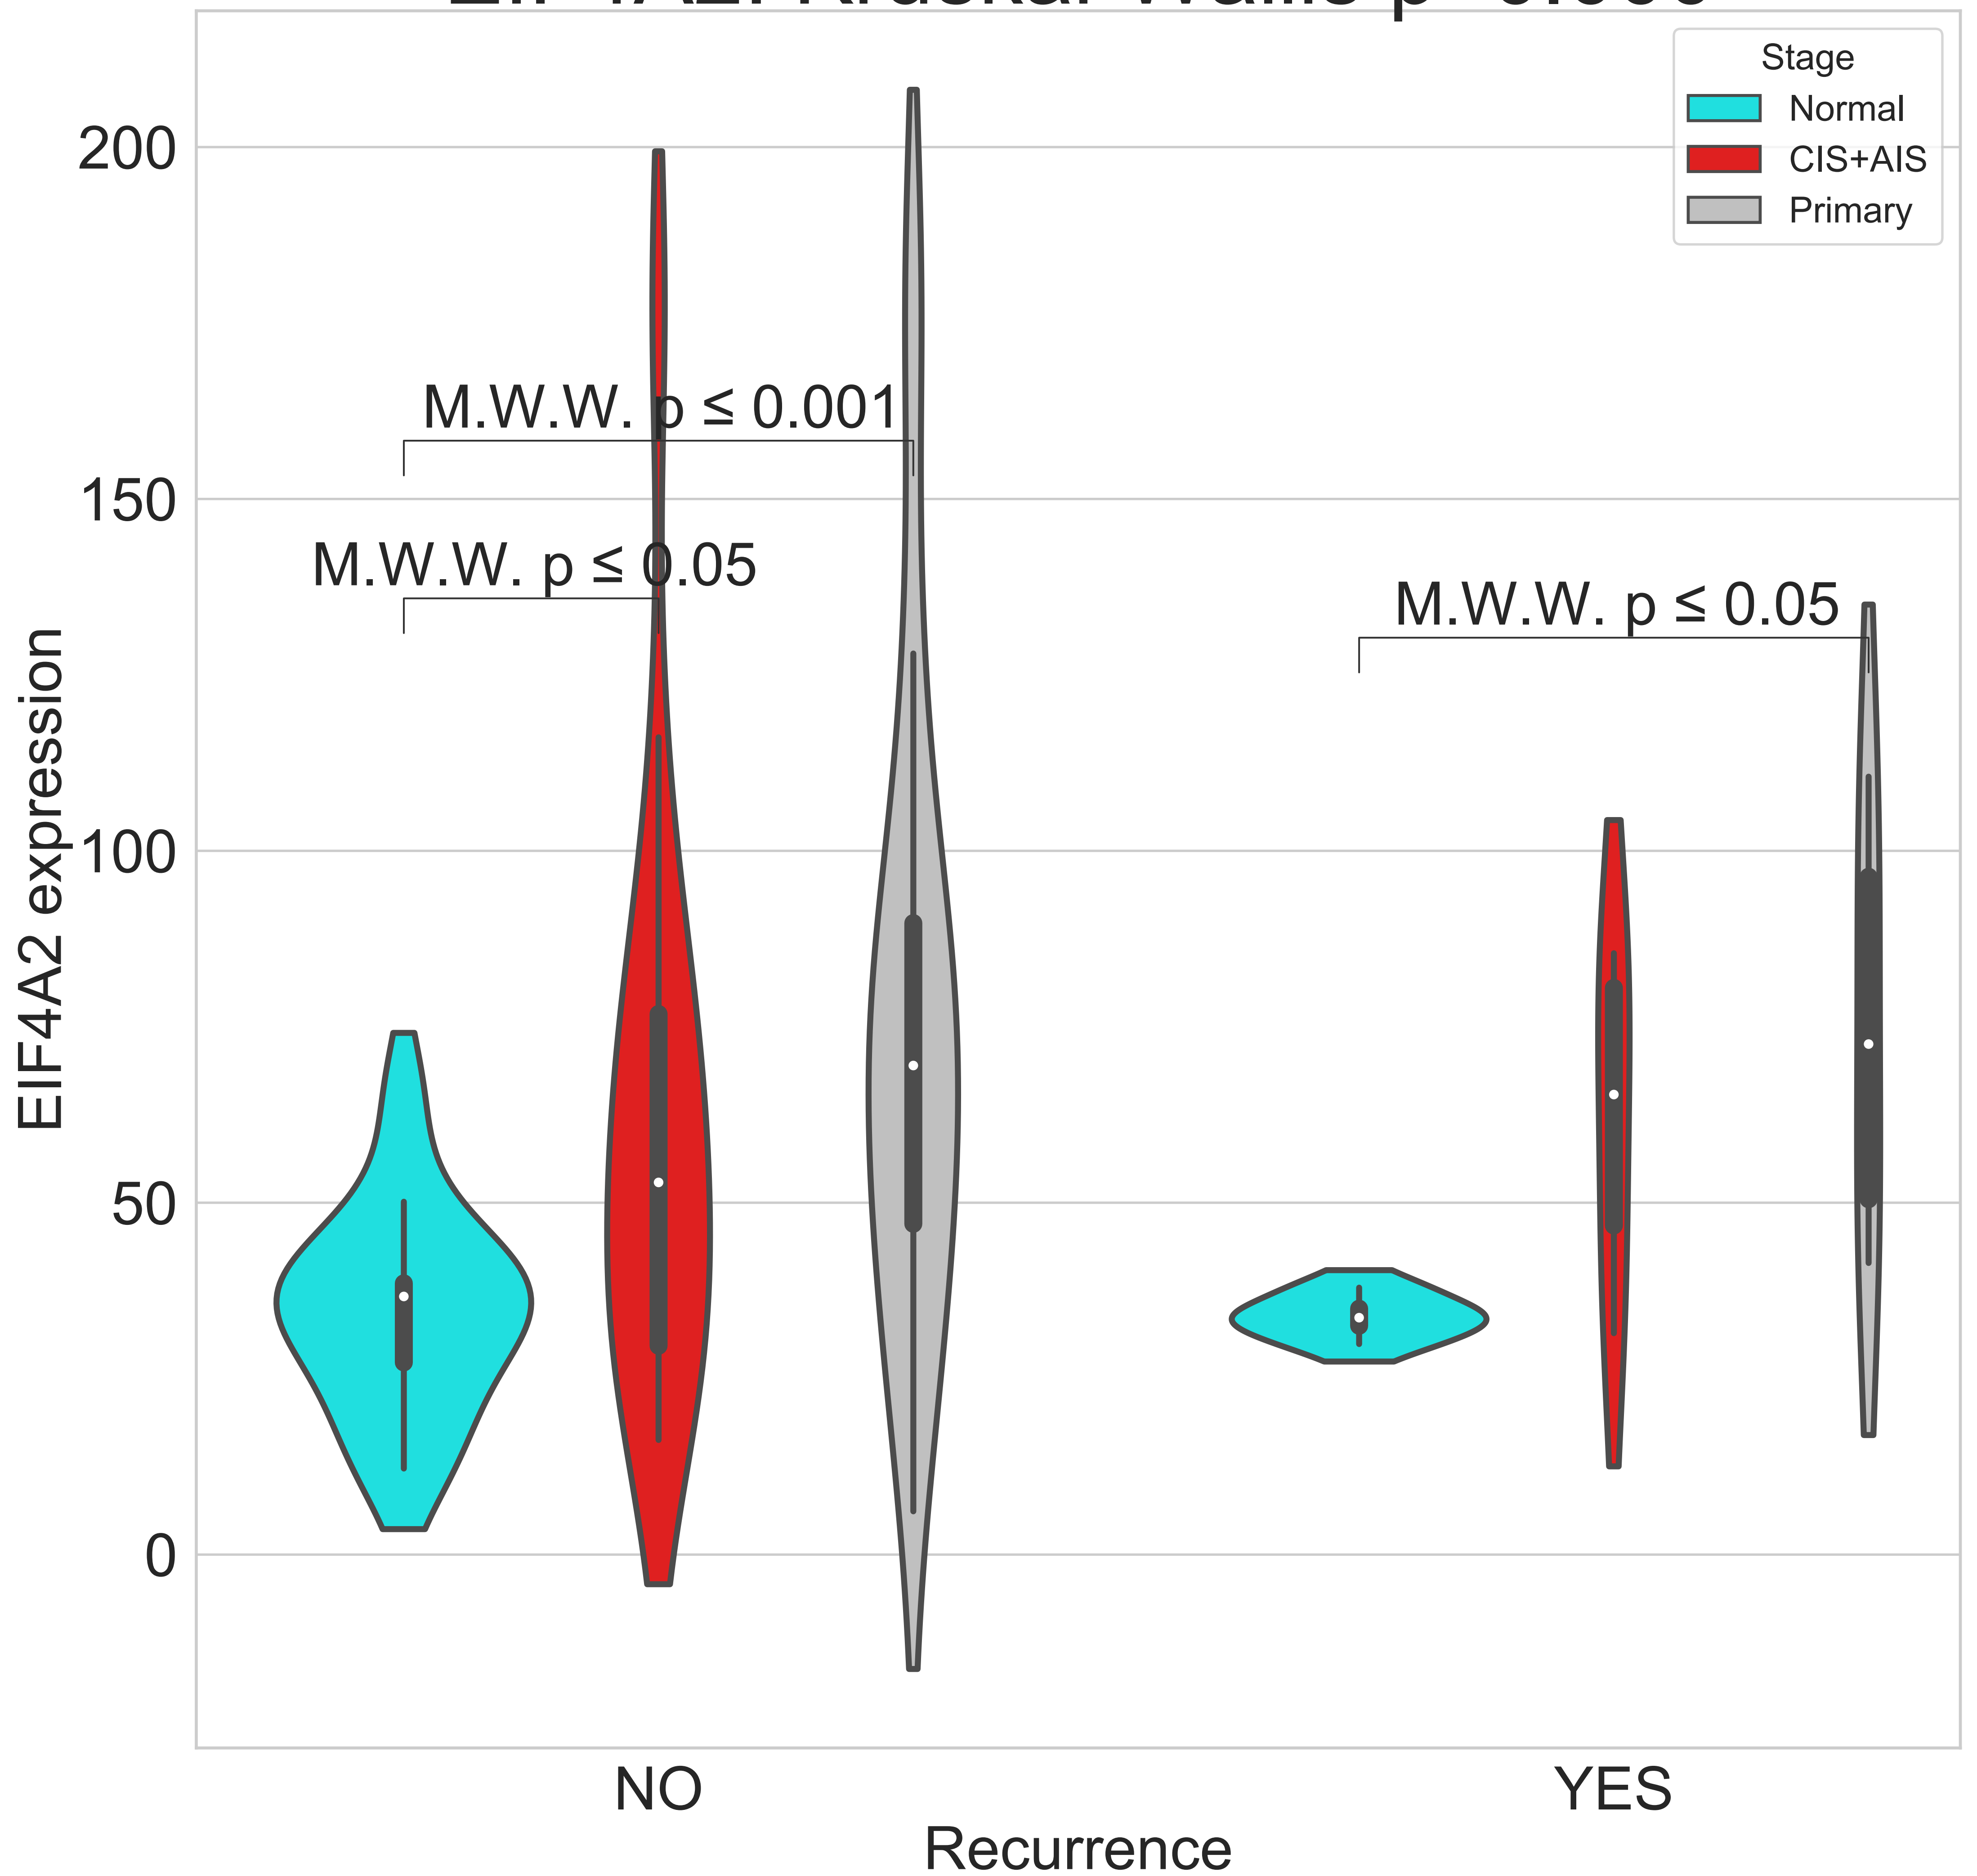 Stage
Normal
CIS+AIS
Primary
200
150
100
50
0
EIF4A2 expression
M.W.W. p ≤ 0.001
M.W.W. p ≤ 0.05
M.W.W. p ≤ 0.05
NO
YES
Recurrence